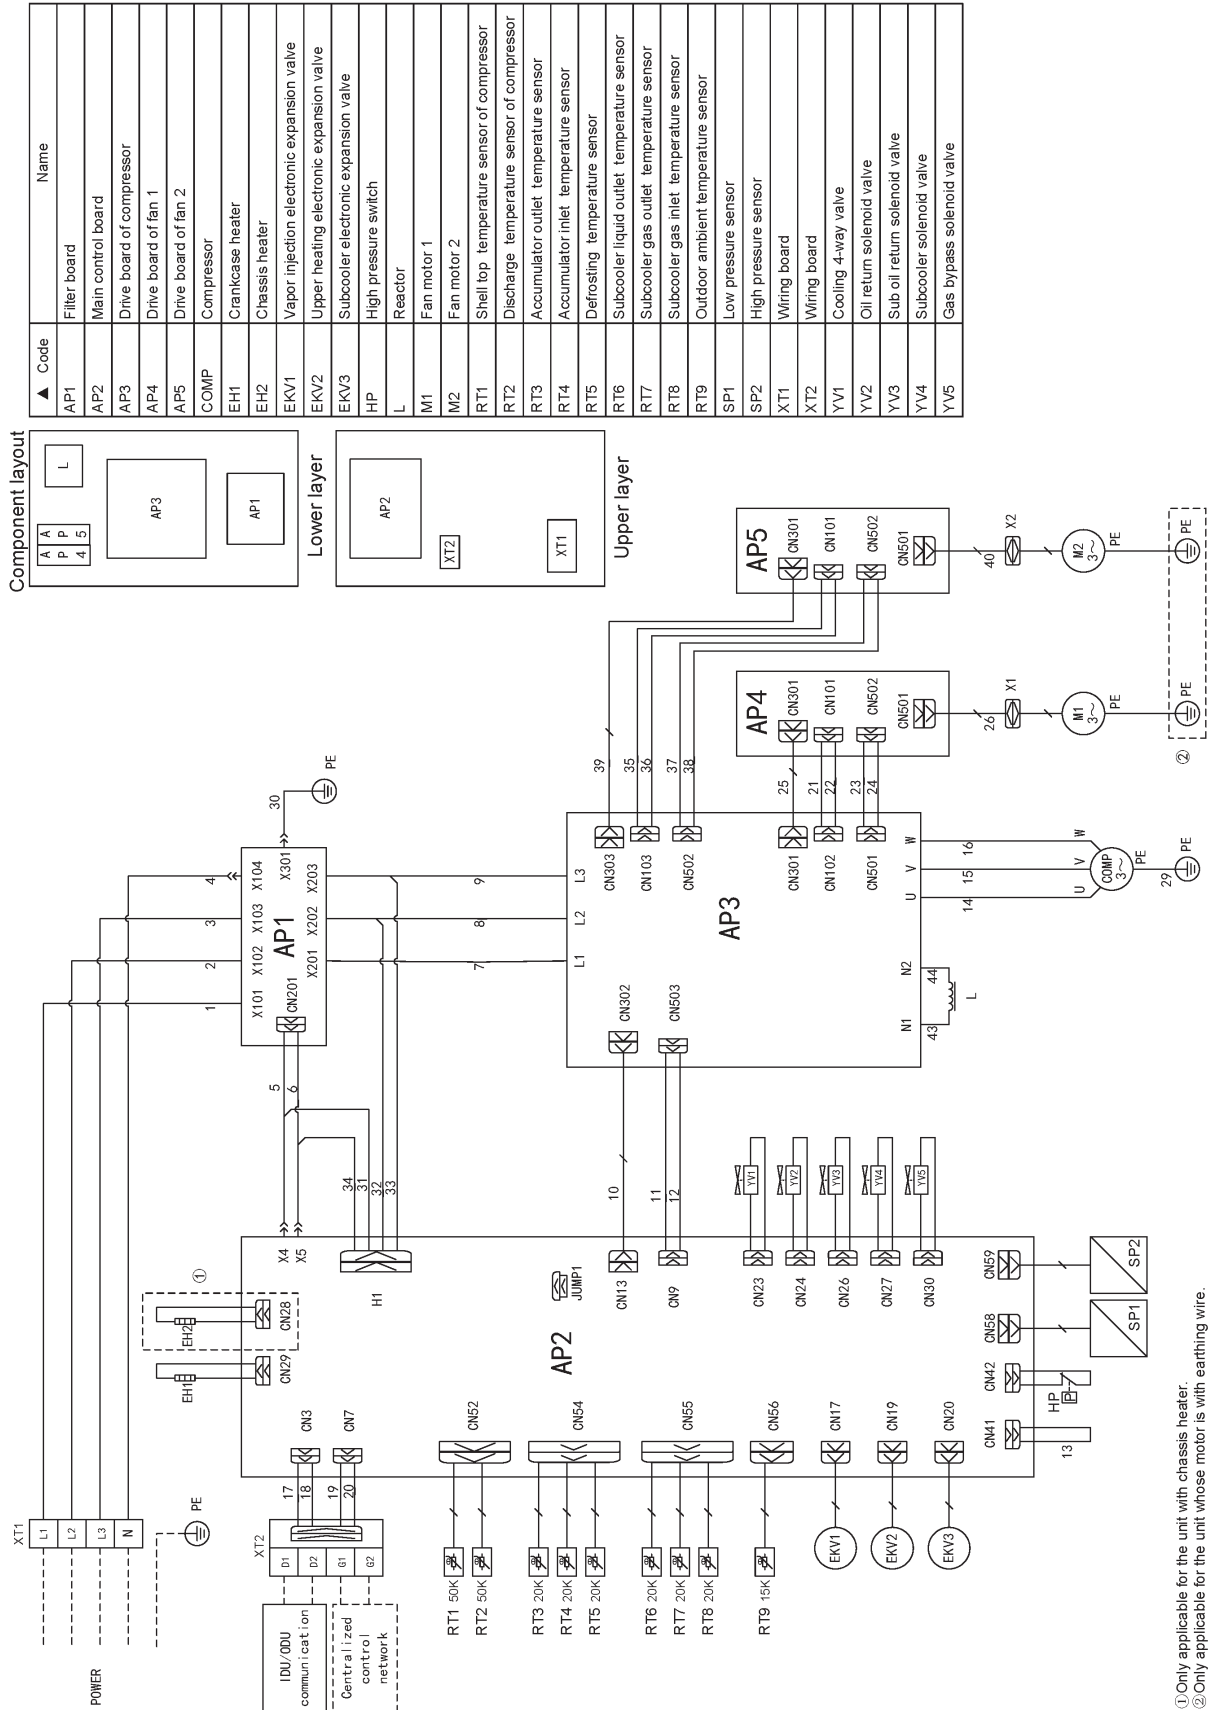 Component layout
A P 4
A P 5
L
AP3
AP1
Lower layer
AP2
XT2
XT1
Upper layer
▲ Code Name
AP1 Filter board
AP2 Main control board
AP3 Drive board of compressor
AP4 Drive board of fan 1
AP5 Drive board of fan 2
COMP Compressor
EH1 Crankcase heater
EH2 Chassis heater
EKV1 Vapor injection electronic expansion valve
EKV2 Upper heating electronic expansion valve
EKV3 Subcooler electronic expansion valve
HP High pressure switch
L Reactor
M1 Fan motor 1
M2 Fan motor 2
RT1 Shell top temperature sensor of compressor
RT2 Discharge temperature sensor of compressor
RT3 Accumulator outlet temperature sensor
RT4 Accumulator inlet temperature sensor
RT5 Defrosting temperature sensor
RT6 Subcooler liquid outlet temperature sensor
RT7 Subcooler gas outlet temperature sensor
RT8 Subcooler gas inlet temperature sensor
RT9 Outdoor ambient temperature sensor
SP1 Low pressure sensor
SP2 High pressure sensor
XT1 Wiring board
XT2 Wiring board
YV1 Cooling 4-way valve
YV2 Oil return solenoid valve
YV3 Sub oil return solenoid valve
YV4 Subcooler solenoid valve
YV5 Gas bypass solenoid valve
POWER
XT1
L1
L2
L3
N
PE
1
2
3
4
X101 X102 X103 X104
AP1
CN201
X301
30
PE
X201 X202 X203
5
6
7
8
9
34
31
32
33
X4
X5
H1
①
EH2
CN28
EH1
CN29
IDU/ODU
communication
Centralized
control
network
XT2
D1
D2
G1
G2
17
18
19
20
CN3
CN7
AP2
JUMP1
RT1 50K
RT2 50K
CN52
RT3 20K
RT4 20K
RT5 20K
CN54
RT6 20K
RT7 20K
RT8 20K
CN55
RT9 15K
CN56
EKV1
CN17
EKV2
CN19
EKV3
CN20
CN41
13
CN42
HP
P
CN58
SP1
CN59
SP2
CN13
10
CN302
CN9
11
12
CN503
CN23
YV1
CN24
YV2
CN26
YV3
CN27
YV4
CN30
YV5
AP3
L1 L2 L3
N1 N2
43
44
L
U V W
14
15
16
U V W
COMP
3~
PE
29
PE
CN303
39
CN103
35
36
CN502
37
38
CN301
25
CN102
21
22
CN501
23
24
AP4
CN301
CN101
CN502
CN501
26
X1
M1
3~
PE
PE
AP5
CN301
CN101
CN502
CN501
40
X2
M2
3~
PE
PE
②
①Only applicable for the unit with chassis heater.
②Only applicable for the unit whose motor is with earthing wire.